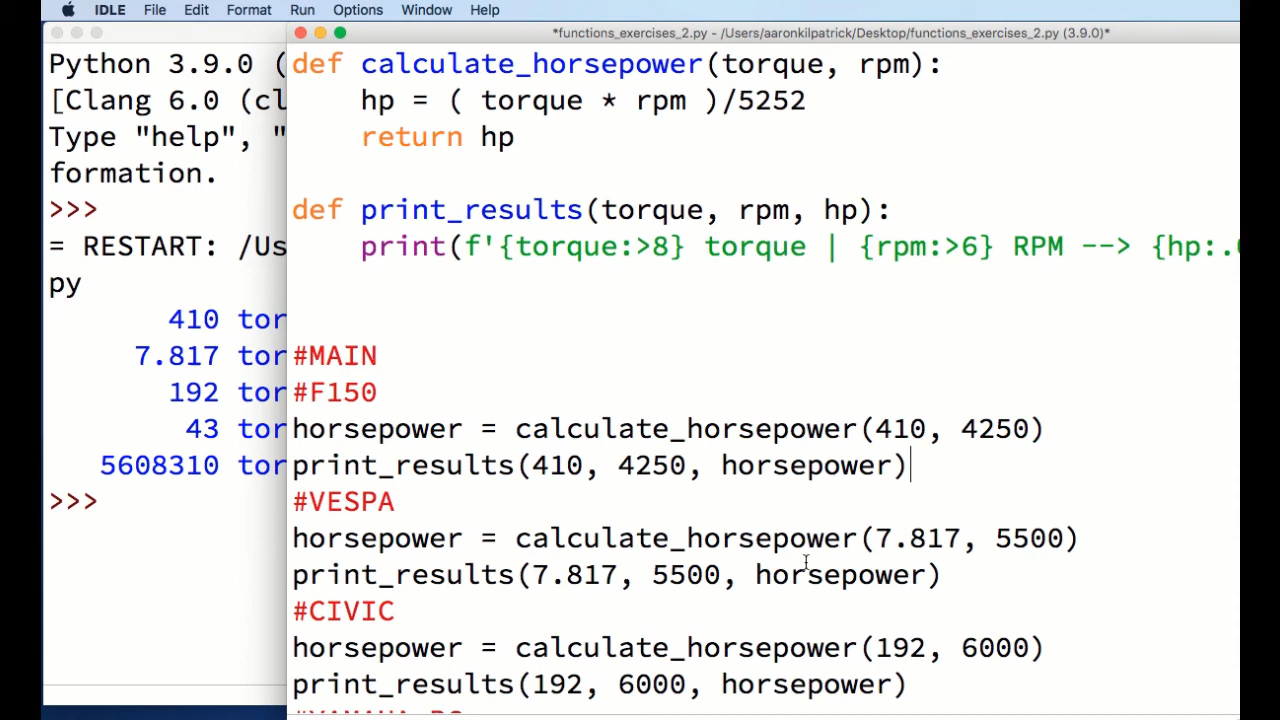 IDLE File Edit Format Run Options Window Help
*functions_exercises_2.py - /Users/aaronkilpatrick/Desktop/functions_exercises_2.py (3.9.0)*
Python 3.9.0 (
[Clang 6.0 (cl
Type "help", "
formation.
>>>
= RESTART: /Us
py
410 tor
7.817 tor
192 tor
43 tor
5608310 tor
>>>
def calculate_horsepower(torque, rpm):
hp = ( torque * rpm )/5252
return hp
def print_results(torque, rpm, hp):
print(f'{torque:>8} torque | {rpm:>6} RPM --> {hp:.
#MAIN
#F150
horsepower = calculate_horsepower(410, 4250)
print_results(410, 4250, horsepower)
#VESPA
horsepower = calculate_horsepower(7.817, 5500)
print_results(7.817, 5500, horsepower)
#CIVIC
horsepower = calculate_horsepower(192, 6000)
print_results(192, 6000, horsepower)